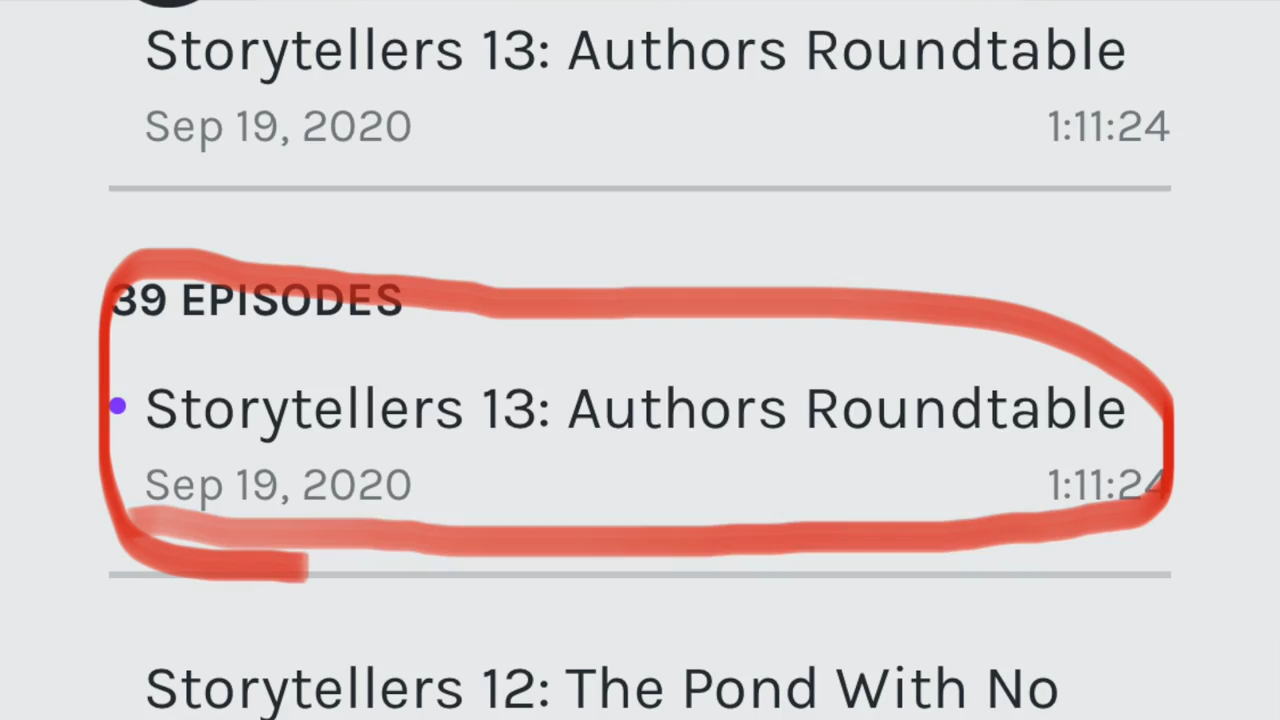 Storytellers 13: Authors Roundtable
Sep 19, 2020 1:11:24
39 EPISODES
Storytellers 13: Authors Roundtable
Sep 19, 2020 1:11:24
Storytellers 12: The Pond With No